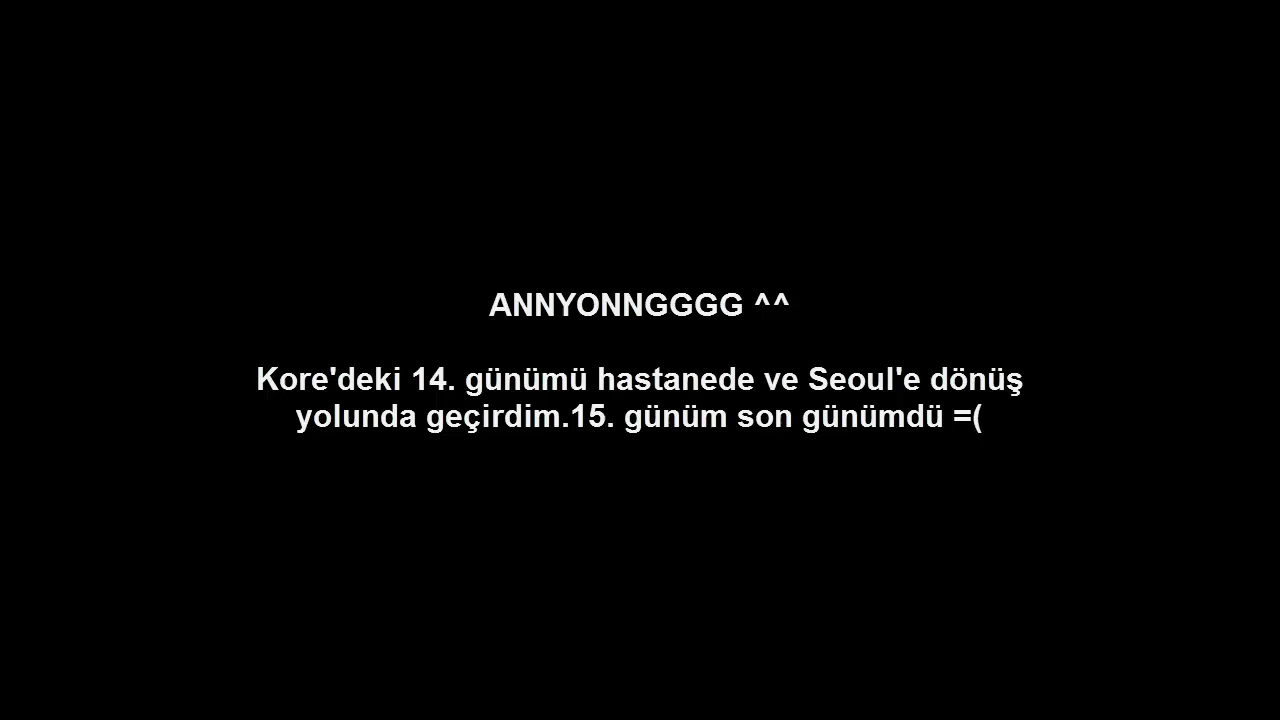 ANNYONNGGGG ^^
Kore'deki 14. günümü hastanede ve Seoul'e dönüş
yolunda geçirdim.15. günüm son günümdü =(